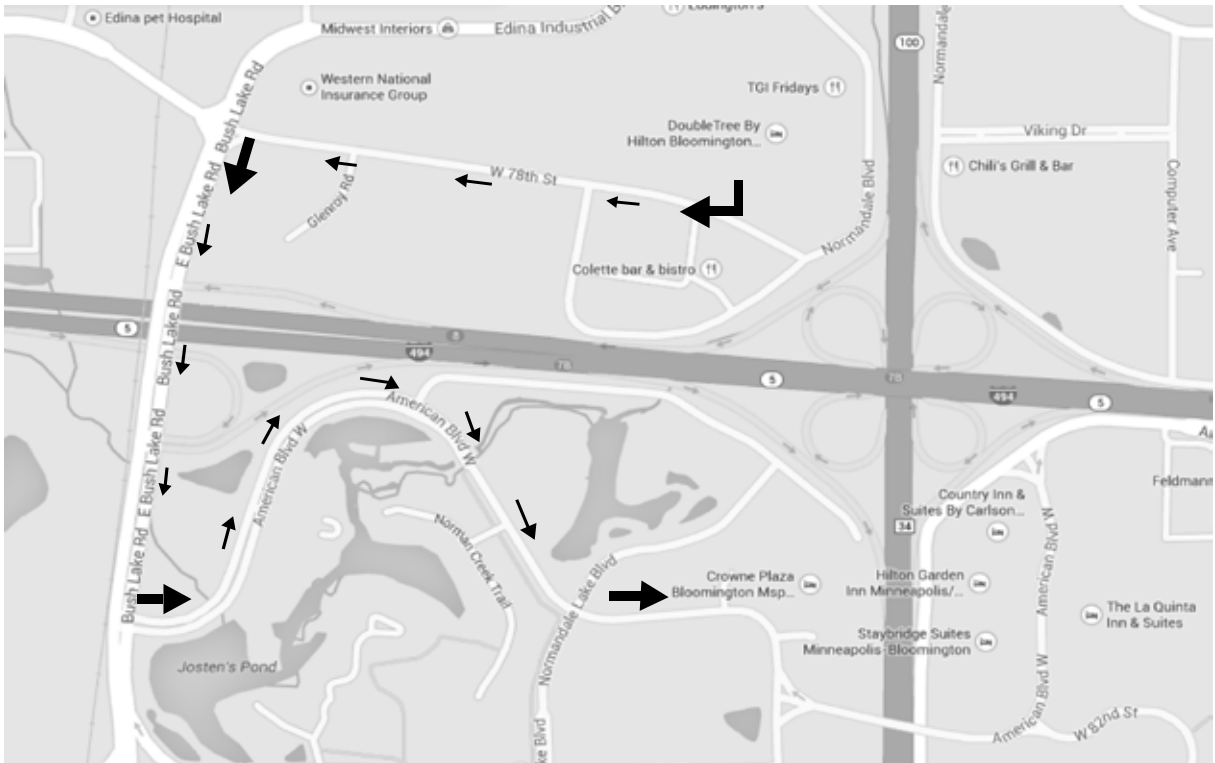 Edina pet Hospital
Midwest Interiors
Edina Industrial
Normandale
100
Bush Lake Rd
Western National
Insurance Group
TGI Fridays
DoubleTree By
Hilton Bloomington...
Viking Dr
Chili's Grill & Bar
W 78th St
Glenroy Rd
Normandale Blvd
Computer Ave
E Bush Lake Rd
Colette bar & bistro
5
494
5
494
5
Bush Lake Rd
American Blvd W
American Blvd W
E Bush Lake Rd
Country Inn &
Suites By Carlson...
Feldmann
34
Norman Creek Trail
Normandale Lake Blvd
Crowne Plaza
Bloomington Msp...
Hilton Garden
Inn Minneapolis/...
American Blvd W
The La Quinta
Inn & Suites
Bush Lake Rd
Staybridge Suites
Minneapolis-Bloomington
Josten's Pond
American Blvd W
W 82nd St